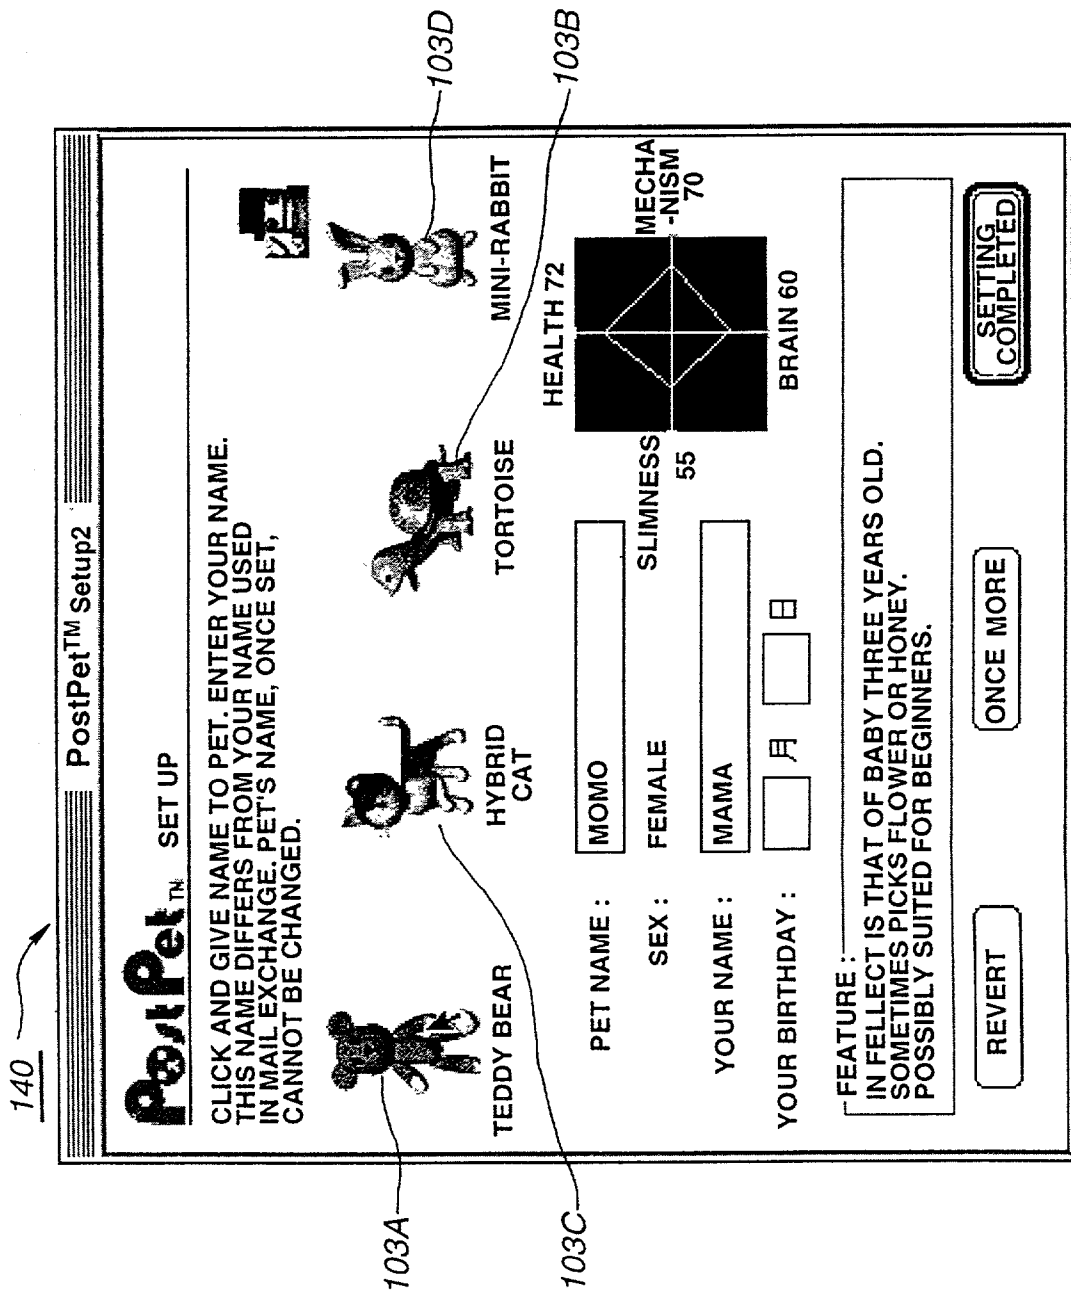 140
PostPet™ Setup2
PostPet™ SET UP
CLICK AND GIVE NAME TO PET. ENTER YOUR NAME.
THIS NAME DIFFERS FROM YOUR NAME USED
IN MAIL EXCHANGE. PET'S NAME, ONCE SET,
CANNOT BE CHANGED.
103A
103C
103B
103D
TEDDY BEAR
HYBRID
CAT
TORTOISE
MINI-RABBIT
PET NAME : MOMO
SEX : FEMALE
YOUR NAME : MAMA
YOUR BIRTHDAY : 月 日
HEALTH 72
SLIMNESS
55
MECHA
-NISM
70
BRAIN 60
FEATURE :
IN FELLECT IS THAT OF BABY THREE YEARS OLD.
SOMETIMES PICKS FLOWER OR HONEY.
POSSIBLY SUITED FOR BEGINNERS.
REVERT
ONCE MORE
SETTING
COMPLETED